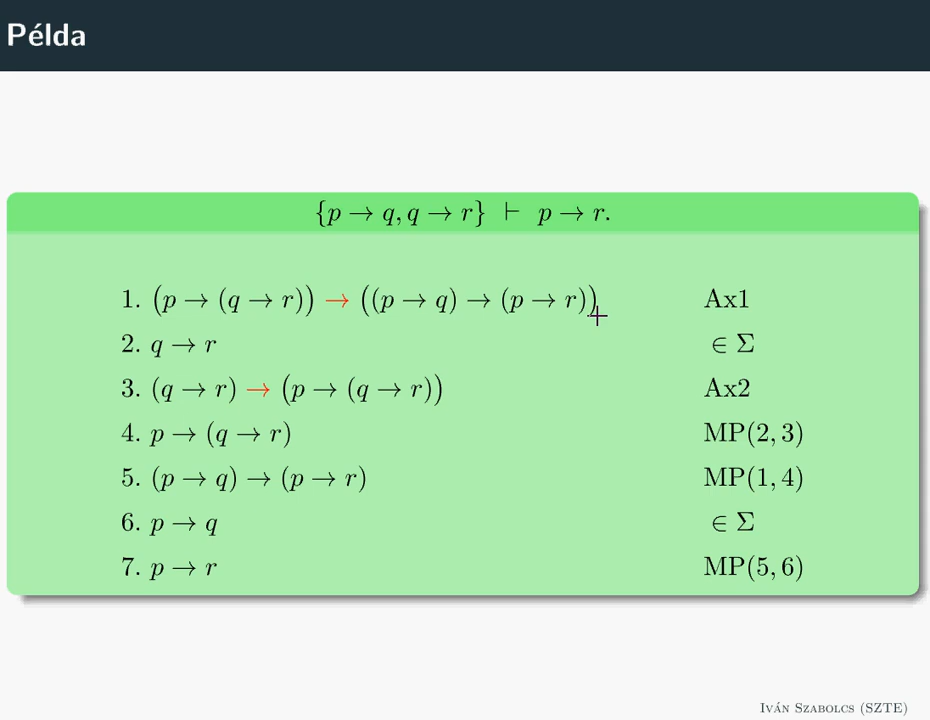 Példa
{p → q, q → r} ⊢ p → r.
1. (p → (q → r)) → ((p → q) → (p → r)) Ax1
2. q → r ∈ Σ
3. (q → r) → (p → (q → r)) Ax2
4. p → (q → r) MP(2, 3)
5. (p → q) → (p → r) MP(1, 4)
6. p → q ∈ Σ
7. p → r MP(5, 6)
Iván Szabolcs (SZTE)